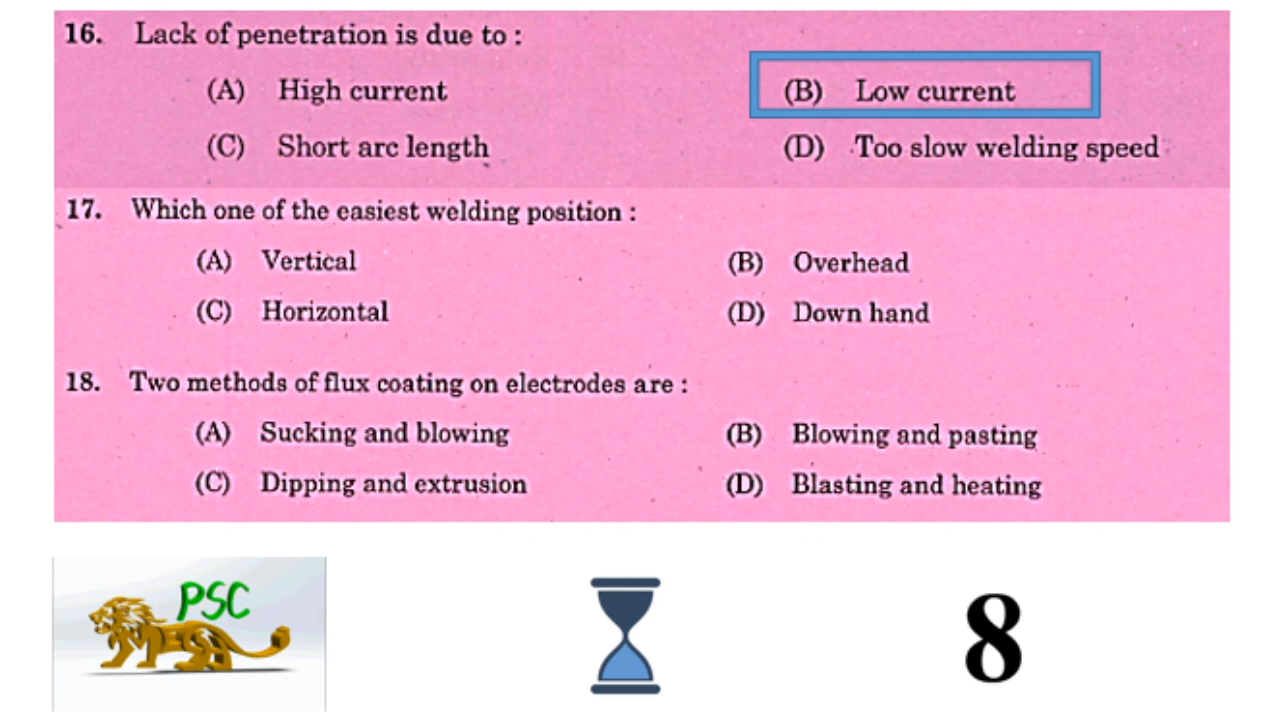 16. Lack of penetration is due to :
(A) High current (B) Low current
(C) Short arc length (D) Too slow welding speed
17. Which one of the easiest welding position :
(A) Vertical (B) Overhead
(C) Horizontal (D) Down hand
18. Two methods of flux coating on electrodes are :
(A) Sucking and blowing (B) Blowing and pasting
(C) Dipping and extrusion (D) Blasting and heating
PSC
8